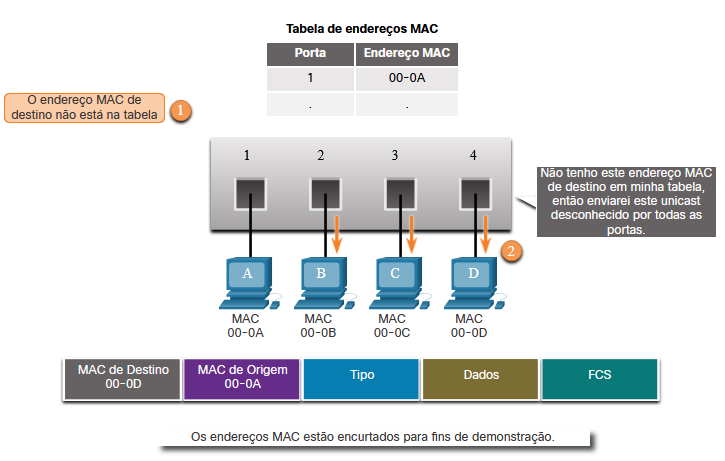 Tabela de endereços MAC
Porta Endereço MAC
1 00-0A
. .
O endereço MAC de
destino não está na tabela
1
1 2 3 4
Não tenho este endereço MAC
de destino em minha tabela,
então enviarei este unicast
desconhecido por todas as
portas.
2
A B C D
MAC MAC MAC MAC
00-0A 00-0B 00-0C 00-0D
MAC de Destino
00-0D
MAC de Origem
00-0A
Tipo
Dados
FCS
Os endereços MAC estão encurtados para fins de demonstração.